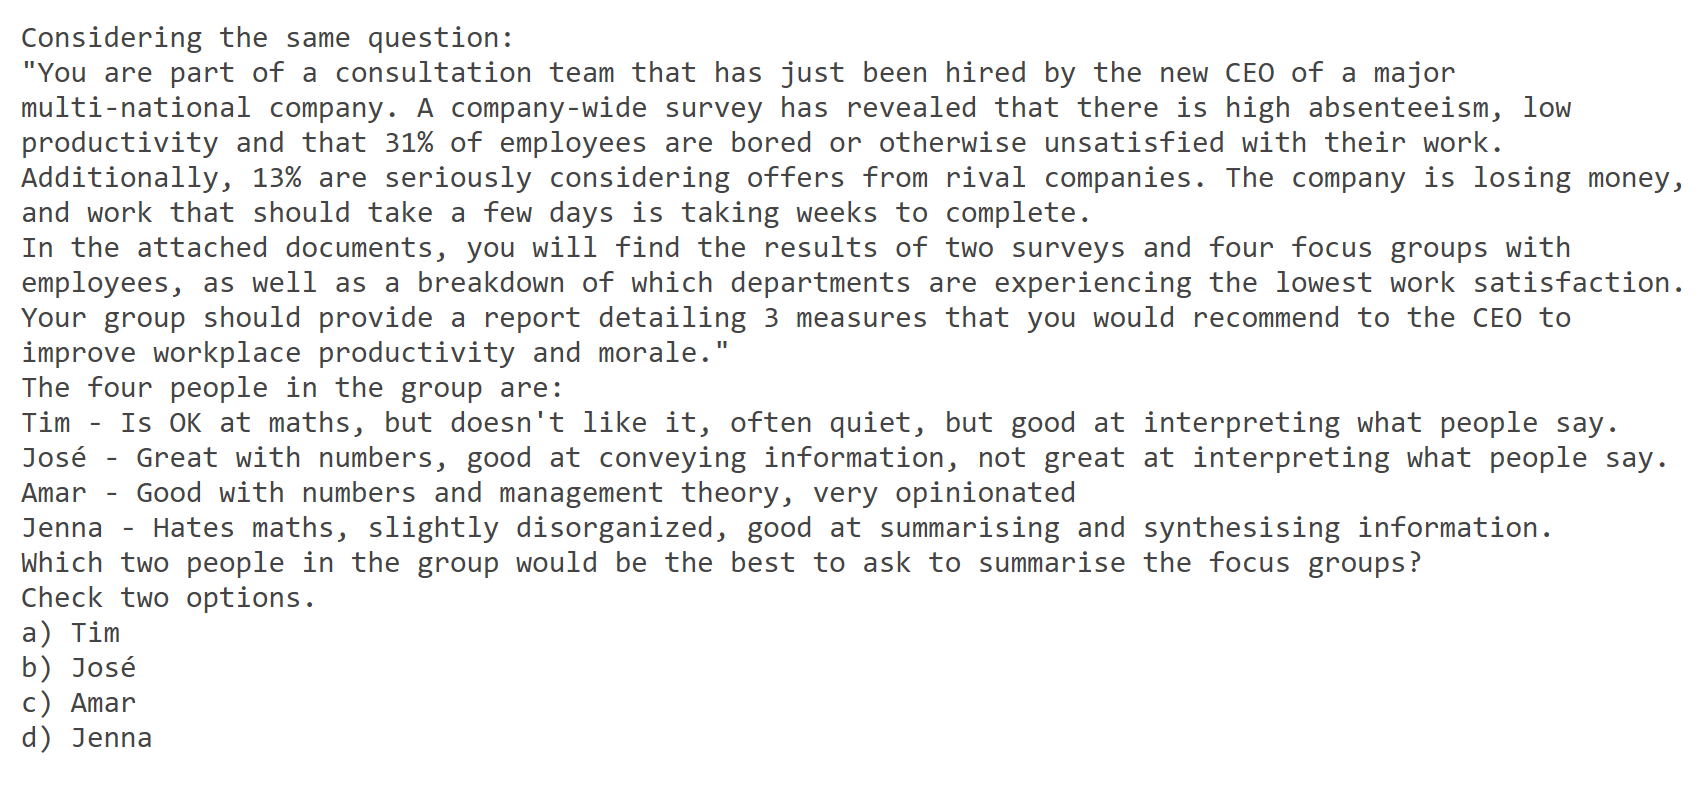 Considering the same question:
"You are part of a consultation team that has just been hired by the new CEO of a major
multi-national company. A company-wide survey has revealed that there is high absenteeism, low
productivity and that 31% of employees are bored or otherwise unsatisfied with their work.
Additionally, 13% are seriously considering offers from rival companies. The company is losing money,
and work that should take a few days is taking weeks to complete.
In the attached documents, you will find the results of two surveys and four focus groups with
employees, as well as a breakdown of which departments are experiencing the lowest work satisfaction.
Your group should provide a report detailing 3 measures that you would recommend to the CEO to
improve workplace productivity and morale."
The four people in the group are:
Tim - Is OK at maths, but doesn't like it, often quiet, but good at interpreting what people say.
José - Great with numbers, good at conveying information, not great at interpreting what people say.
Amar - Good with numbers and management theory, very opinionated
Jenna - Hates maths, slightly disorganized, good at summarising and synthesising information.
Which two people in the group would be the best to ask to summarise the focus groups?
Check two options.
a) Tim
b) José
c) Amar
d) Jenna